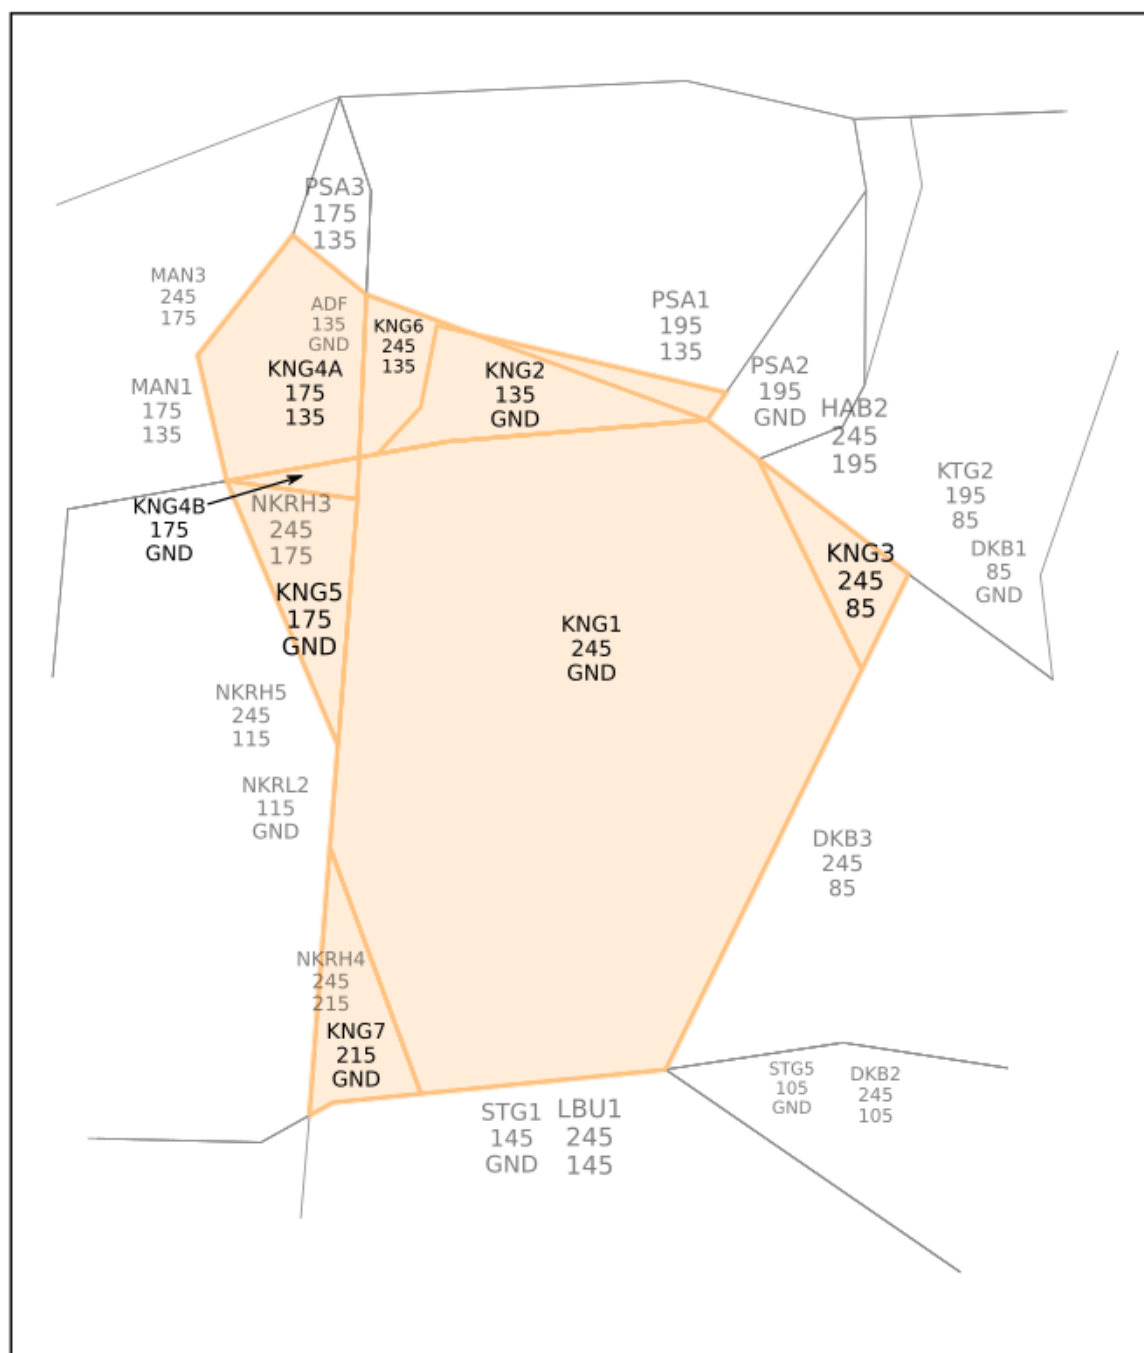 PSA3
175
135
MAN3
245
175
ADF
135
GND
KNG6
245
135
PSA1
195
135
KNG4A
175
135
KNG2
135
GND
PSA2
195
GND
MAN1
175
135
HAB2
245
195
KTG2
195
85
KNG4B
175
GND
NKRH3
245
175
KNG3
245
85
DKB1
85
GND
KNG5
175
GND
KNG1
245
GND
NKRH5
245
115
NKRL2
115
GND
DKB3
245
85
NKRH4
245
215
KNG7
215
GND
STG5
105
GND
DKB2
245
105
STG1
145
GND
LBU1
245
145